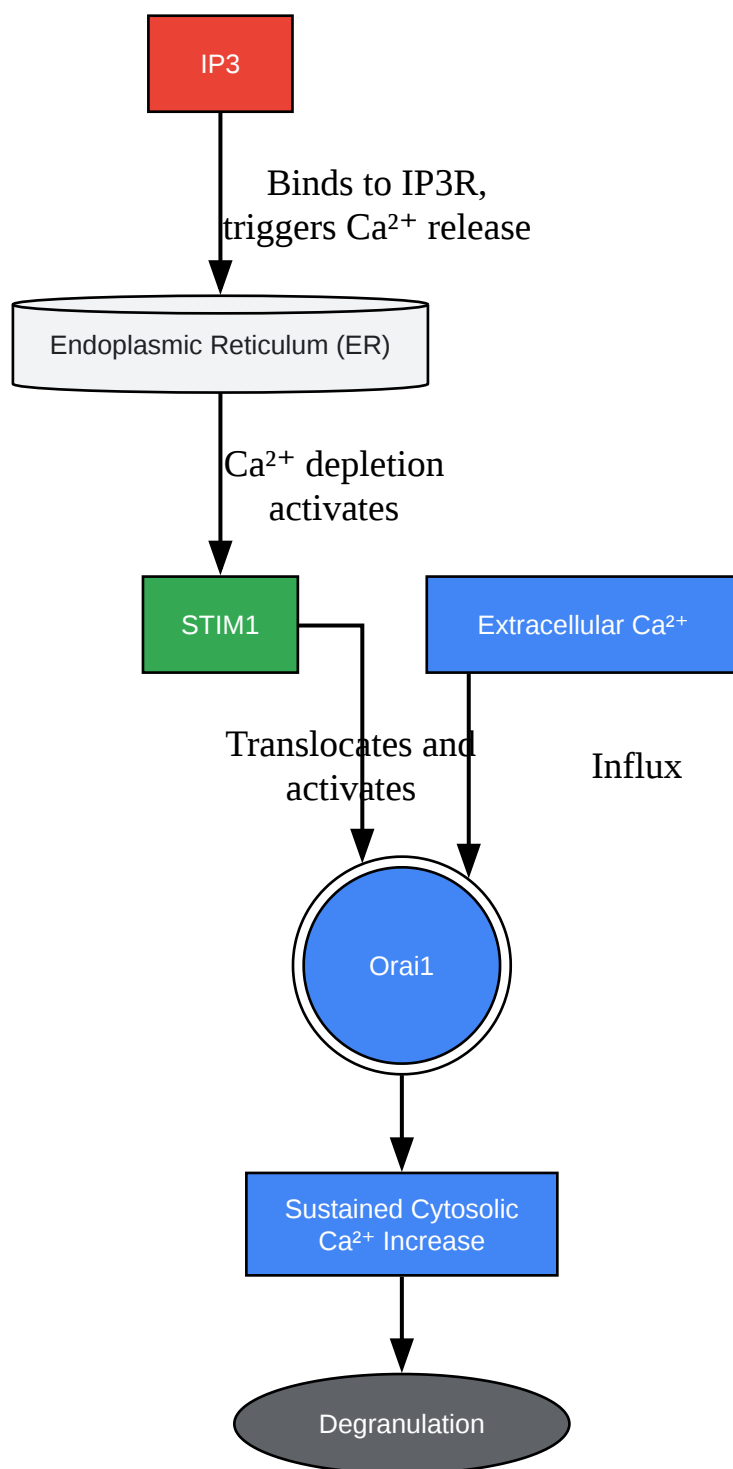 IP3
Binds to IP3R,
triggers Ca²⁺ release
Endoplasmic Reticulum (ER)
Ca²⁺ depletion
activates
STIM1
Extracellular Ca²⁺
Translocates and
activates
Influx
Orai1
Sustained Cytosolic
Ca²⁺ Increase
Degranulation